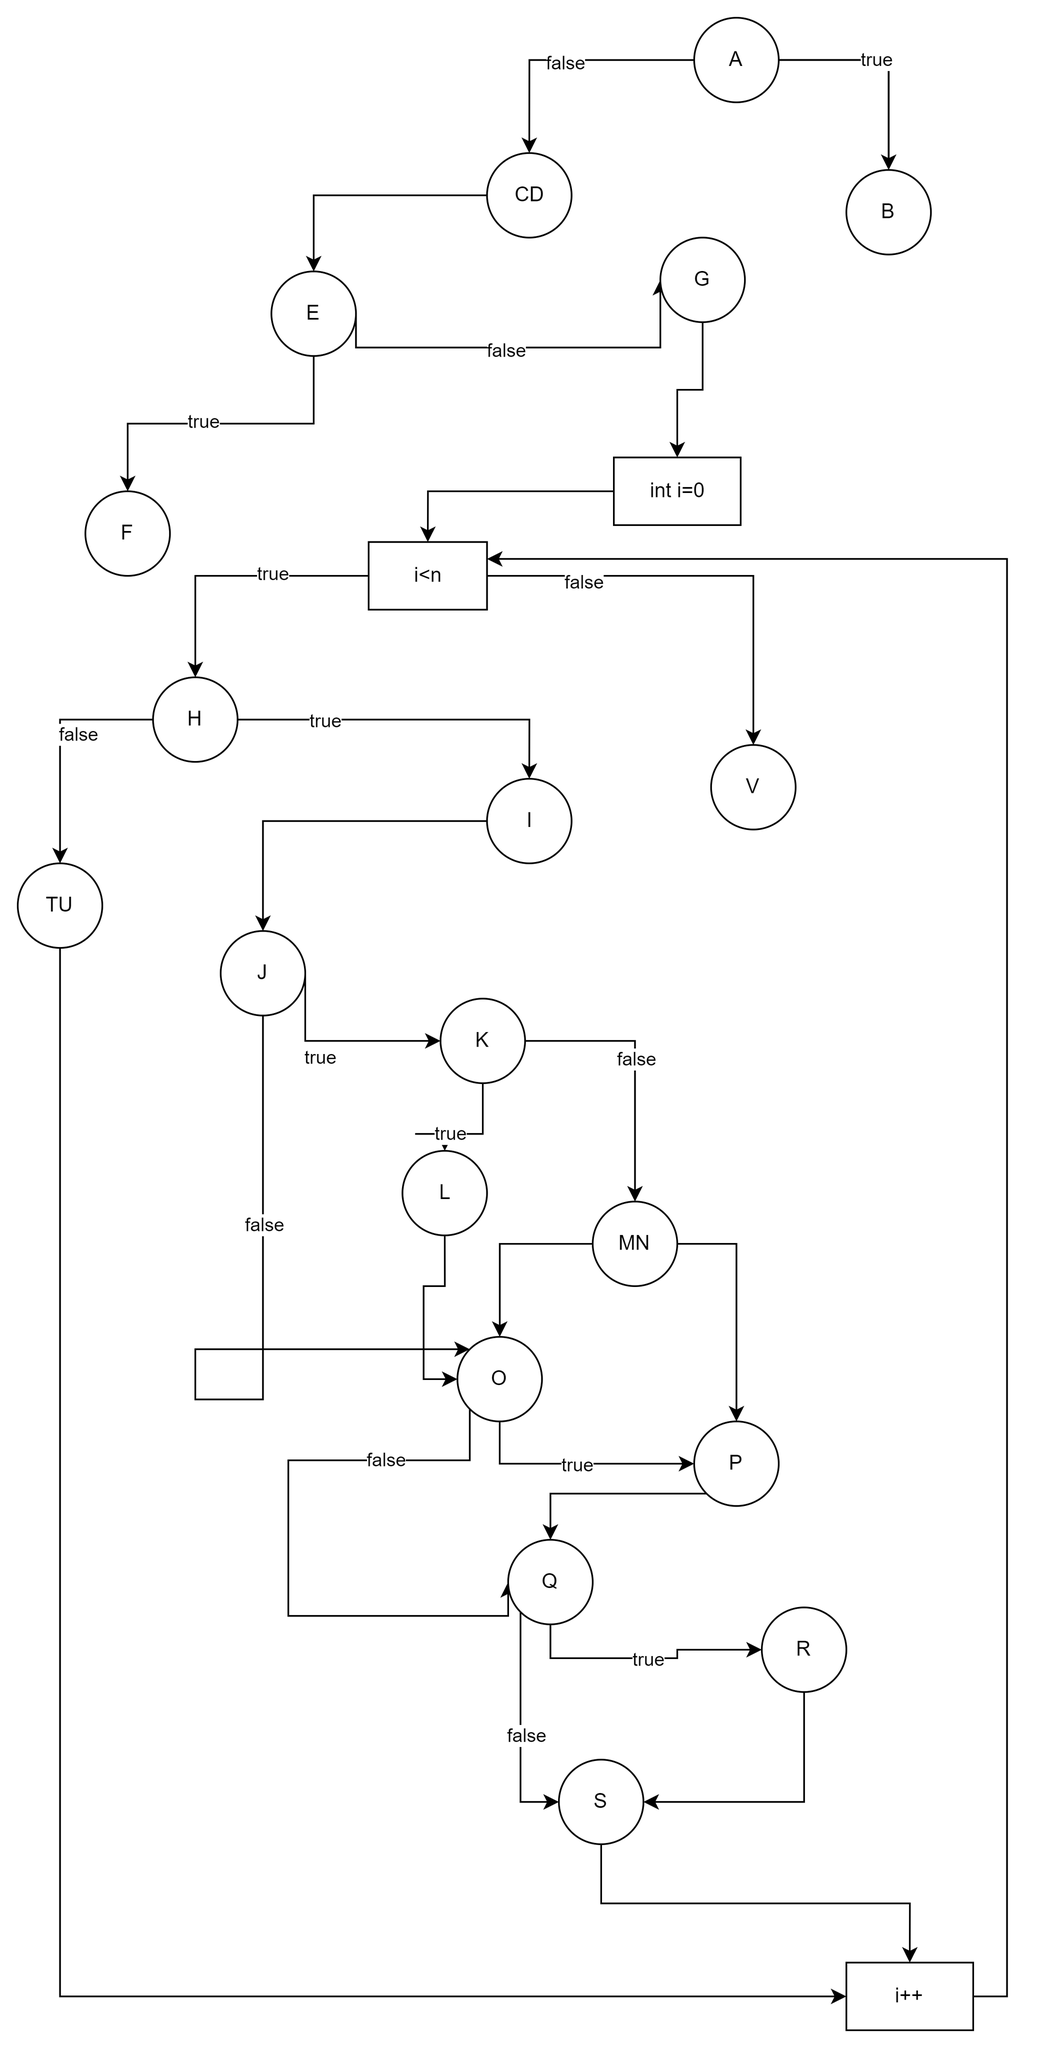 A
false
true
CD
B
G
E
false
true
int i=0
F
i<n
true
false
H
false
true
V
I
TU
J
K
true
false
true
L
false
MN
O
false
true
P
Q
R
true
false
S
i++